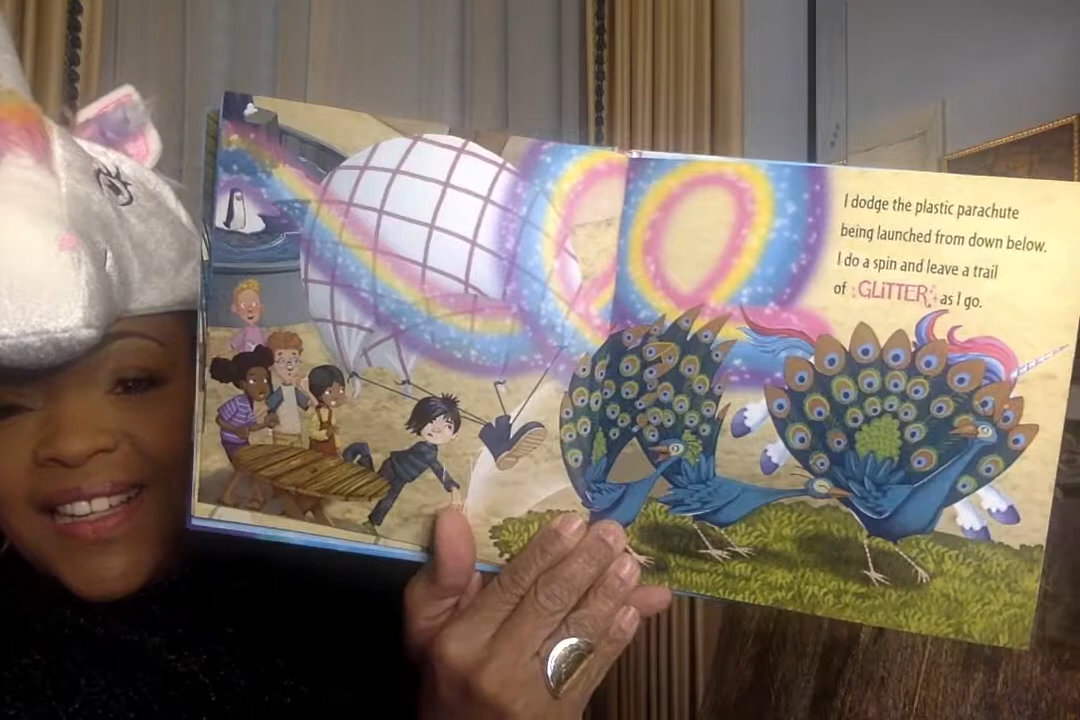 I dodge the plastic parachute
being launched from down below.
I do a spin and leave a trail
of GLITTER as I go.